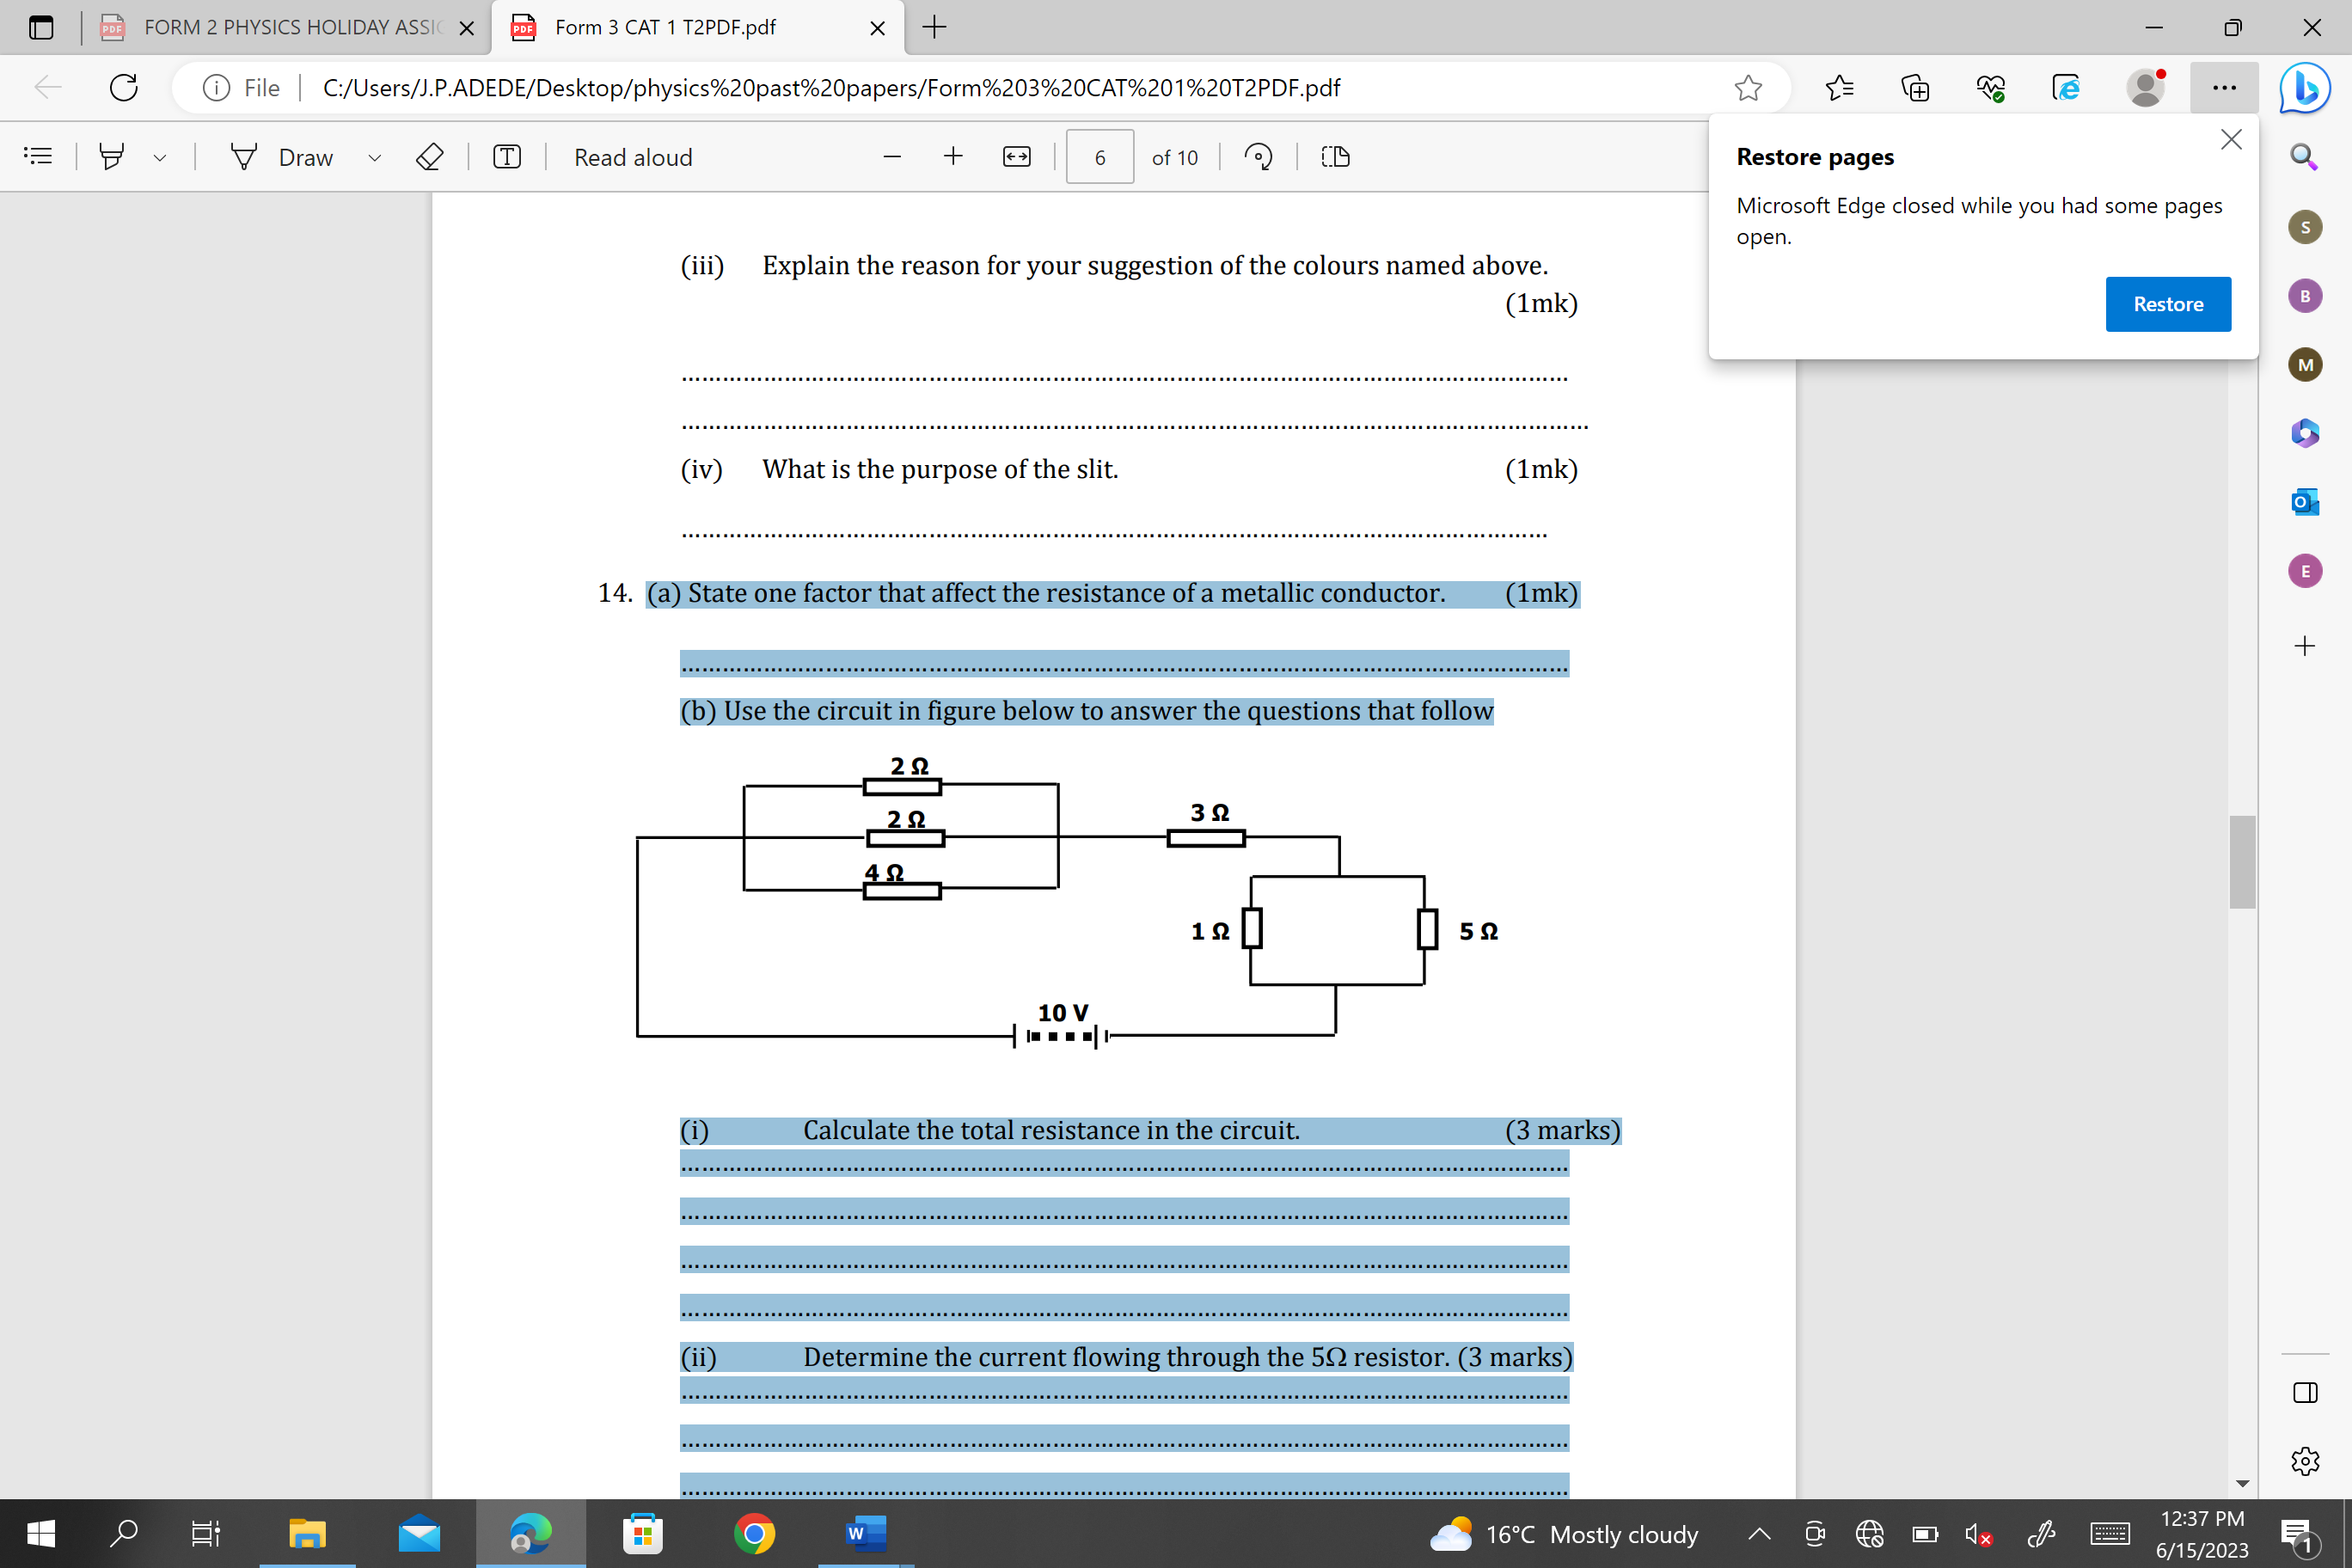 FORM 2 PHYSICS HOLIDAY ASSIG
Form 3 CAT 1 T2PDF.pdf
File
C:/Users/J.P.ADEDE/Desktop/physics%20past%20papers/Form%203%20CAT%201%20T2PDF.pdf
Draw
Read aloud
6
of 10
Restore pages
Microsoft Edge closed while you had some pages
open.
Restore
S
B
M
E
(iii) Explain the reason for your suggestion of the colours named above.
(1mk)
………………………………………………………………………………………………………………
………………………………………………………………………………………………………………
(iv) What is the purpose of the slit. (1mk)
………………………………………………………………………………………………………………
14. (a) State one factor that affect the resistance of a metallic conductor. (1mk)
………………………………………………………………………………………………………………
(b) Use the circuit in figure below to answer the questions that follow
2 Ω
2 Ω
4 Ω
3 Ω
1 Ω
5 Ω
10 V
(i) Calculate the total resistance in the circuit. (3 marks)
………………………………………………………………………………………………………………
………………………………………………………………………………………………………………
………………………………………………………………………………………………………………
………………………………………………………………………………………………………………
(ii) Determine the current flowing through the 5Ω resistor. (3 marks)
………………………………………………………………………………………………………………
………………………………………………………………………………………………………………
………………………………………………………………………………………………………………
16°C Mostly cloudy
12:37 PM
6/15/2023
1